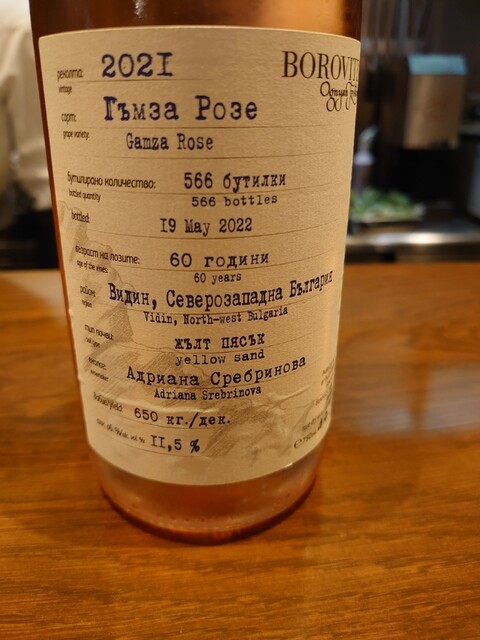 реколта: 2021
vintage
BOROVIT
сорт: Гъмза Розе
grape variety: Gamza Rose
бутилирано количество: 566 бутилки
bottled quantity 566 bottles
bottled: 19 May 2022
възраст на лозите: 60 години
age of the vines 60 years
район: Видин, Северозападна България
region Vidin, North-west Bulgaria
тип почва: жълт пясък
soil type yellow sand
Адриана Сребринова
winemaker Adriana Srebrinova
650 кг./дек.
11,5 %